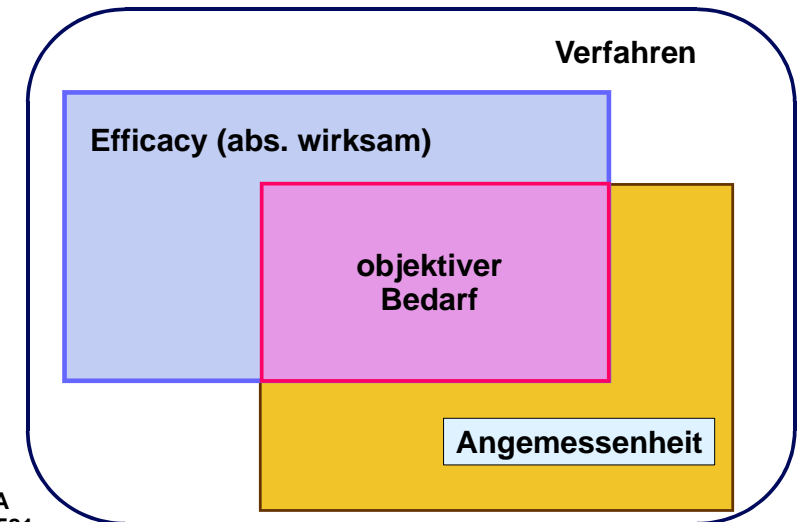 Verfahren
Efficacy (abs. wirksam)
objektiver
Bedarf
Angemessenheit
A